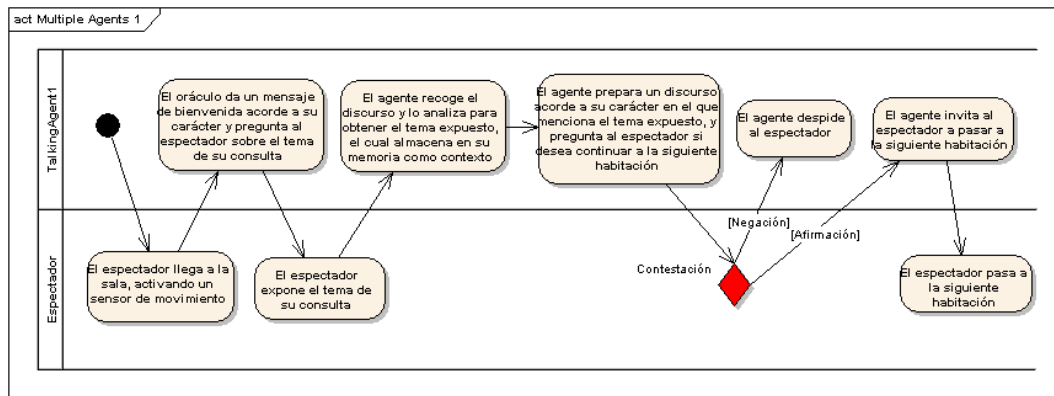 act Multiple Agents 1
TalkingAgent1
El oráculo da un mensaje
de bienvenida acorde a su
carácter y pregunta al
espectador sobre el tema
de su consulta
El agente recoge el
discurso y lo analiza para
obtener el tema expuesto,
el cual almacena en su
memoria como contexto
El agente prepara un discurso
acorde a su carácter en el que
menciona el tema expuesto, y
pregunta al espectador si
desea continuar a la siguiente
habitación
El agente despide
al espectador
El agente invita al
espectador a pasar a
la siguiente habitación
[Negación]
[Afirmación]
Espectador
El espectador llega a la
sala, activando un
sensor de movimiento
El espectador
expone el tema de
su consulta
Contestación
El espectador pasa a
la siguiente
habitación